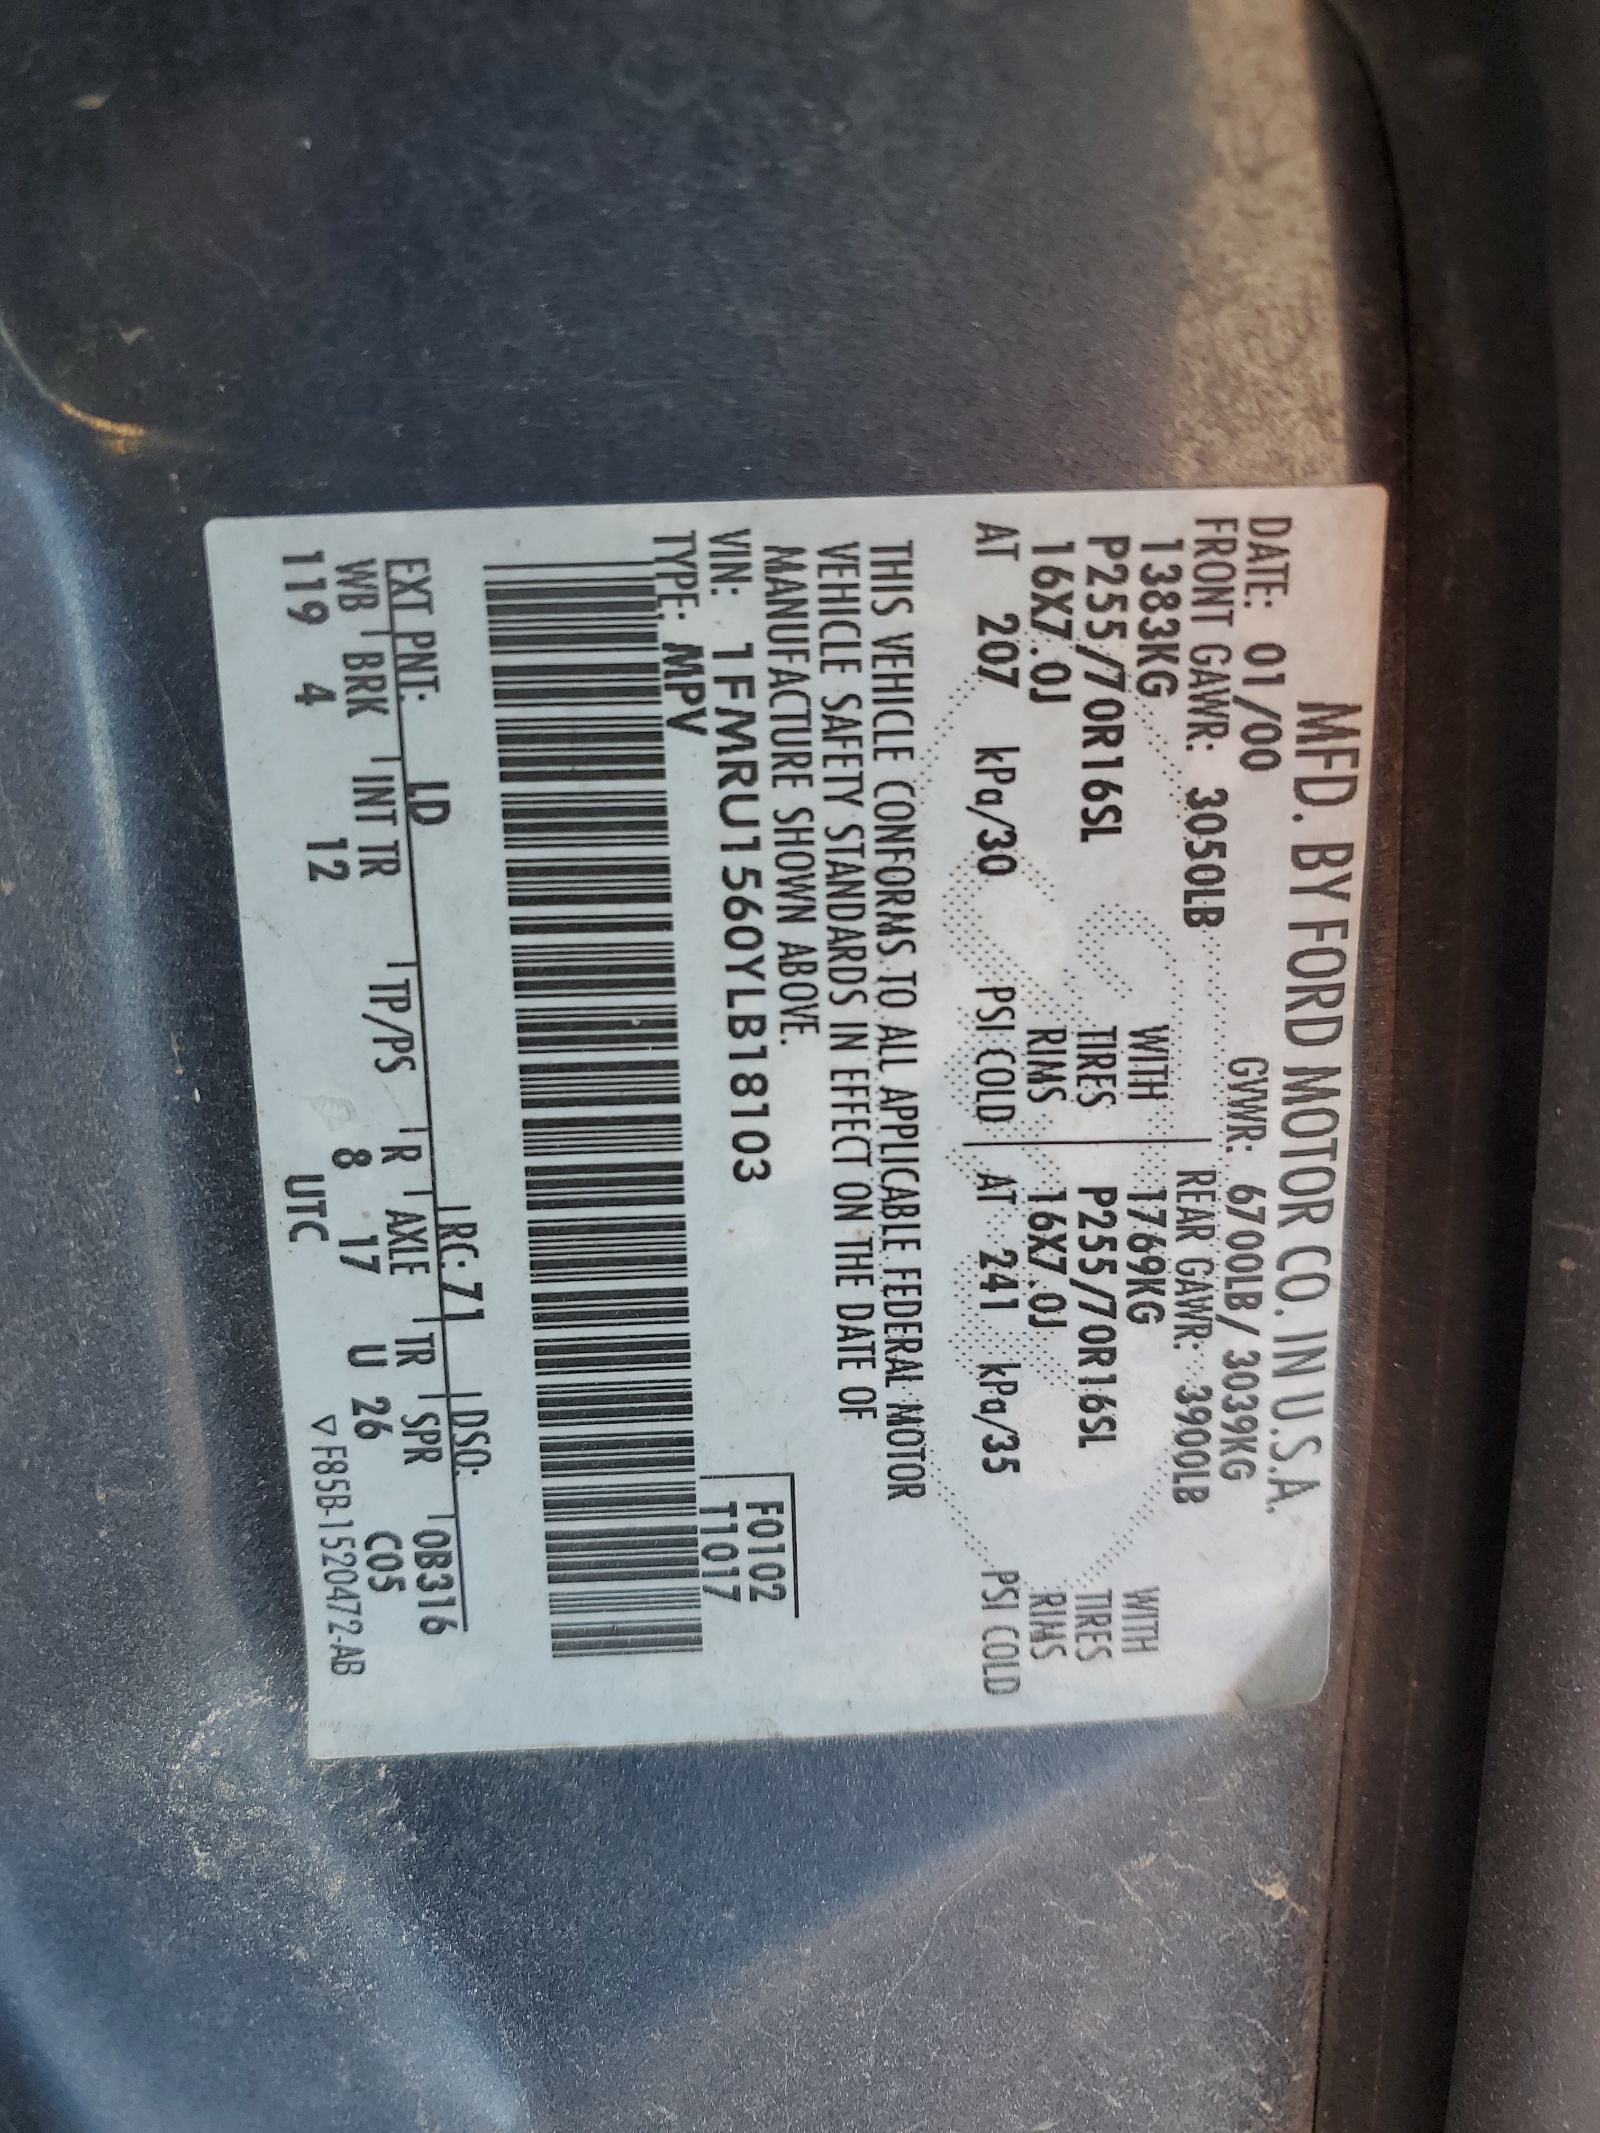 MFD. BY FORD MOTOR CO. IN U.S.A.
DATE: 01/00 GVWR: 6700LB/ 3039KG
FRONT GAWR: 3050LB REAR GAWR: 3900LB
1383KG WITH 1769KG WITH
P255/70R16SL TIRES P255/70R16SL TIRES
16X7.0J RIMS 16X7.0J RIMS
AT 207 kPa/30 PSI COLD AT 241 kPa/35 PSI COLD
THIS VEHICLE CONFORMS TO ALL APPLICABLE FEDERAL MOTOR
VEHICLE SAFETY STANDARDS IN EFFECT ON THE DATE OF
MANUFACTURE SHOWN ABOVE.
VIN: 1FMRU1560YLB18103 F0102
TYPE: MPV T1017
EXT PNT: LD RC: 71 DSO: 0B316
WB BRK INT TR TP/PS R AXLE TR SPR C05
119 4 12 8 17 U 26
UTC ▽F85B-1520472-AB